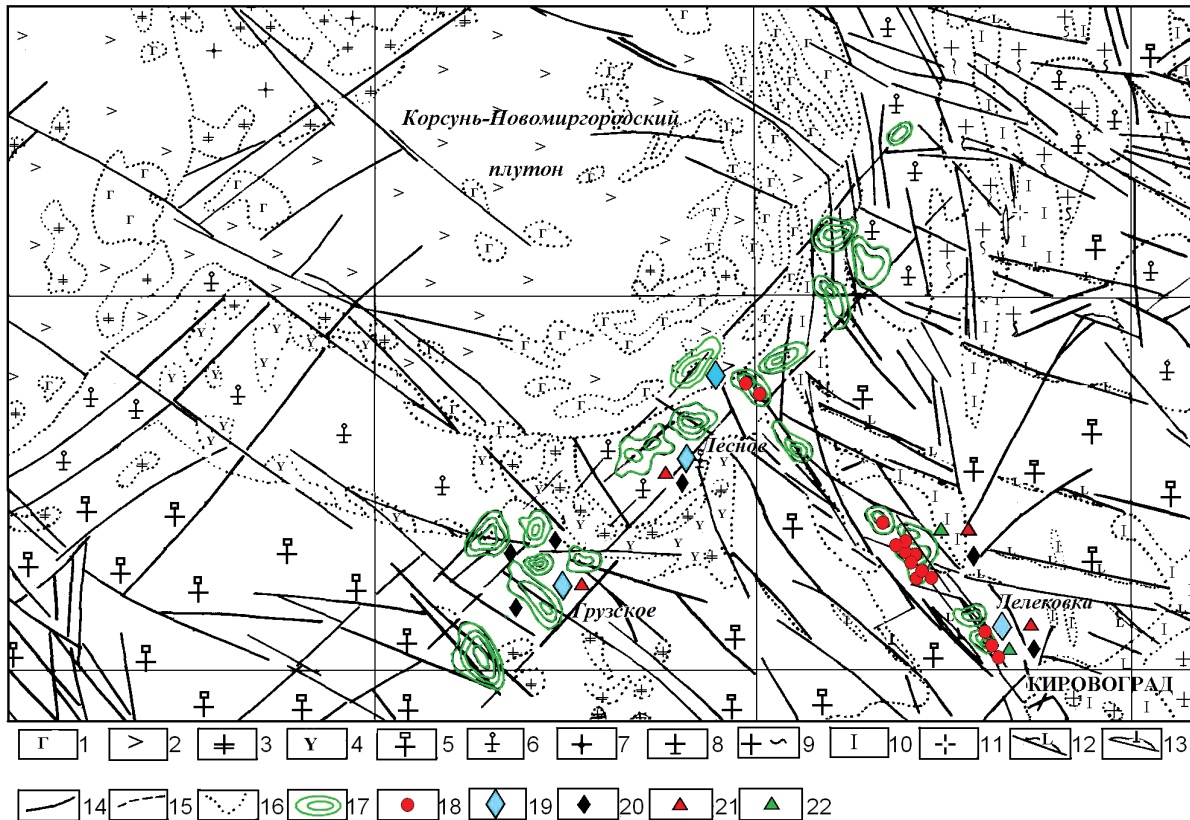 Корсунь-Новомиргородский
плутон
Лесное
Грузское
Лелековка
КИРОВОГРАД
Г 1 > 2 3 Y 4 5 6 7 8 9 I 10 11 L 12 L 13
14 15 16 17 18 19 20 21 22